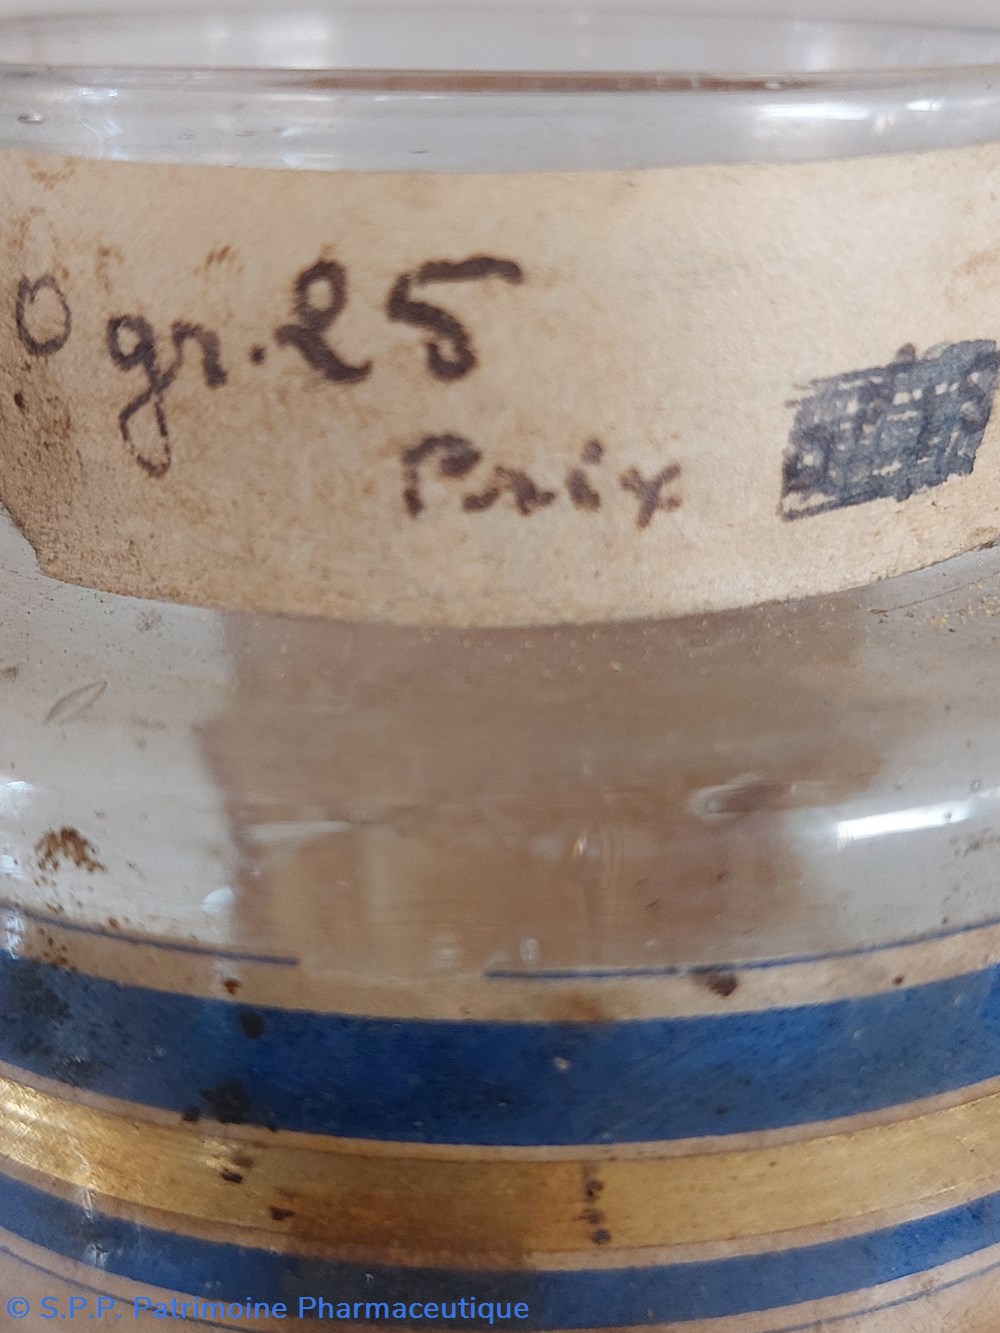 0 gr. 25
Prix
© S.P.P. Patrimoine Pharmaceutique